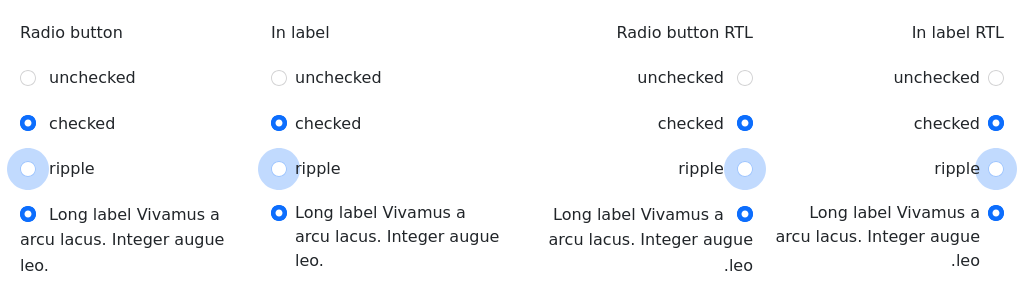 Radio button
unchecked
checked
ripple
Long label Vivamus a
arcu lacus. Integer augue
leo.
In label
unchecked
checked
ripple
Long label Vivamus a
arcu lacus. Integer augue
leo.
Radio button RTL
unchecked
checked
ripple
Long label Vivamus a
arcu lacus. Integer augue
.leo
In label RTL
unchecked
checked
ripple
Long label Vivamus a
arcu lacus. Integer augue
.leo